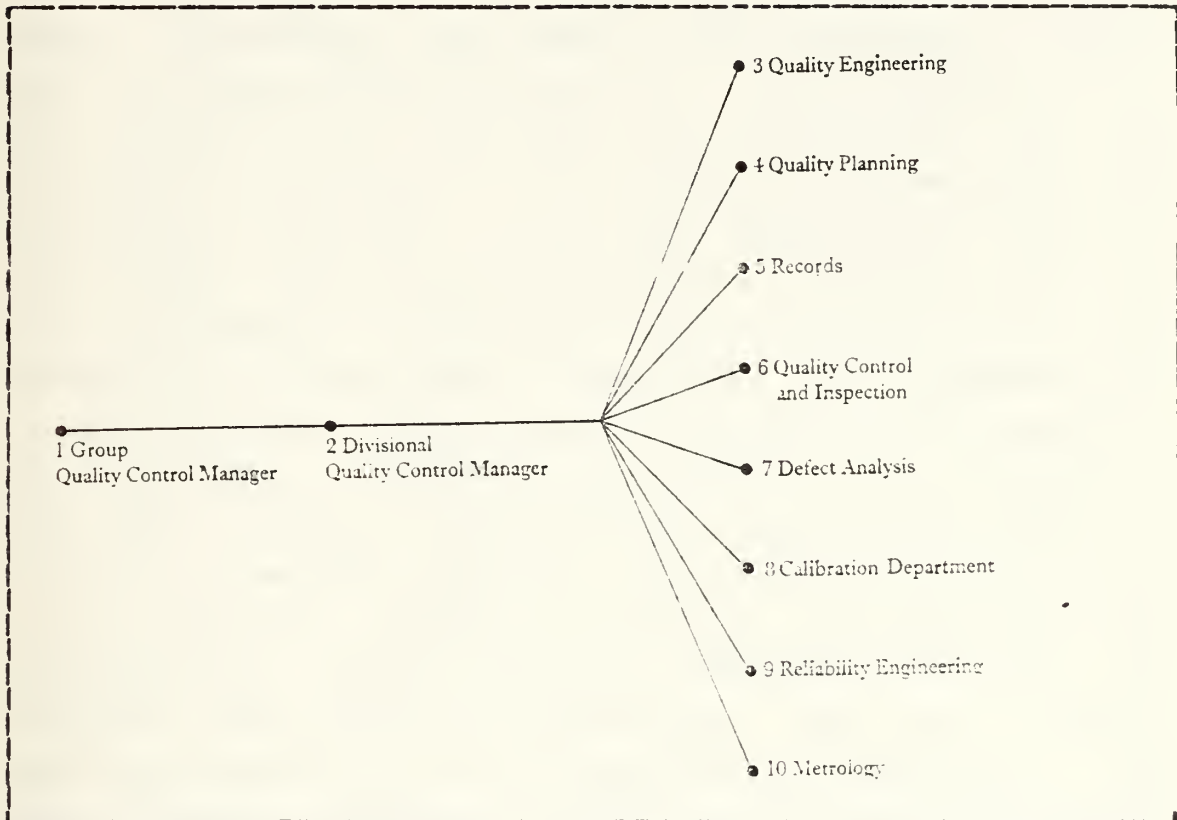 3 Quality Engineering
4 Quality Planning
5 Records
6 Quality Control
and Inspection
1 Group
Quality Control Manager
2 Divisional
Quality Control Manager
7 Defect Analysis
8 Calibration Department
9 Reliability Engineering
10 Metrology